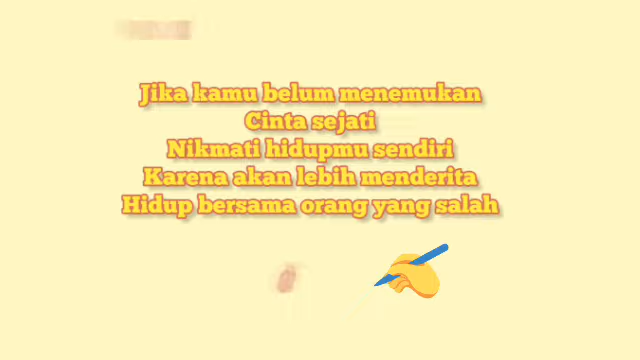 Jika kamu belum menemukan
Cinta sejati
Nikmati hidupmu sendiri
Karena akan lebih menderita
Hidup bersama orang yang salah